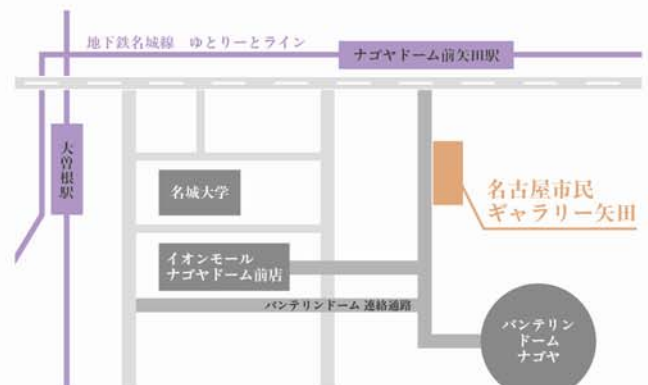 地下鉄名城線　ゆとりーとライン
ナゴヤドーム前矢田駅
大曽根駅
名城大学
名古屋市民
ギャラリー矢田
イオンモール
ナゴヤドーム前店
バンテリンドーム 連絡通路
バンテリン
ドーム
ナゴヤ